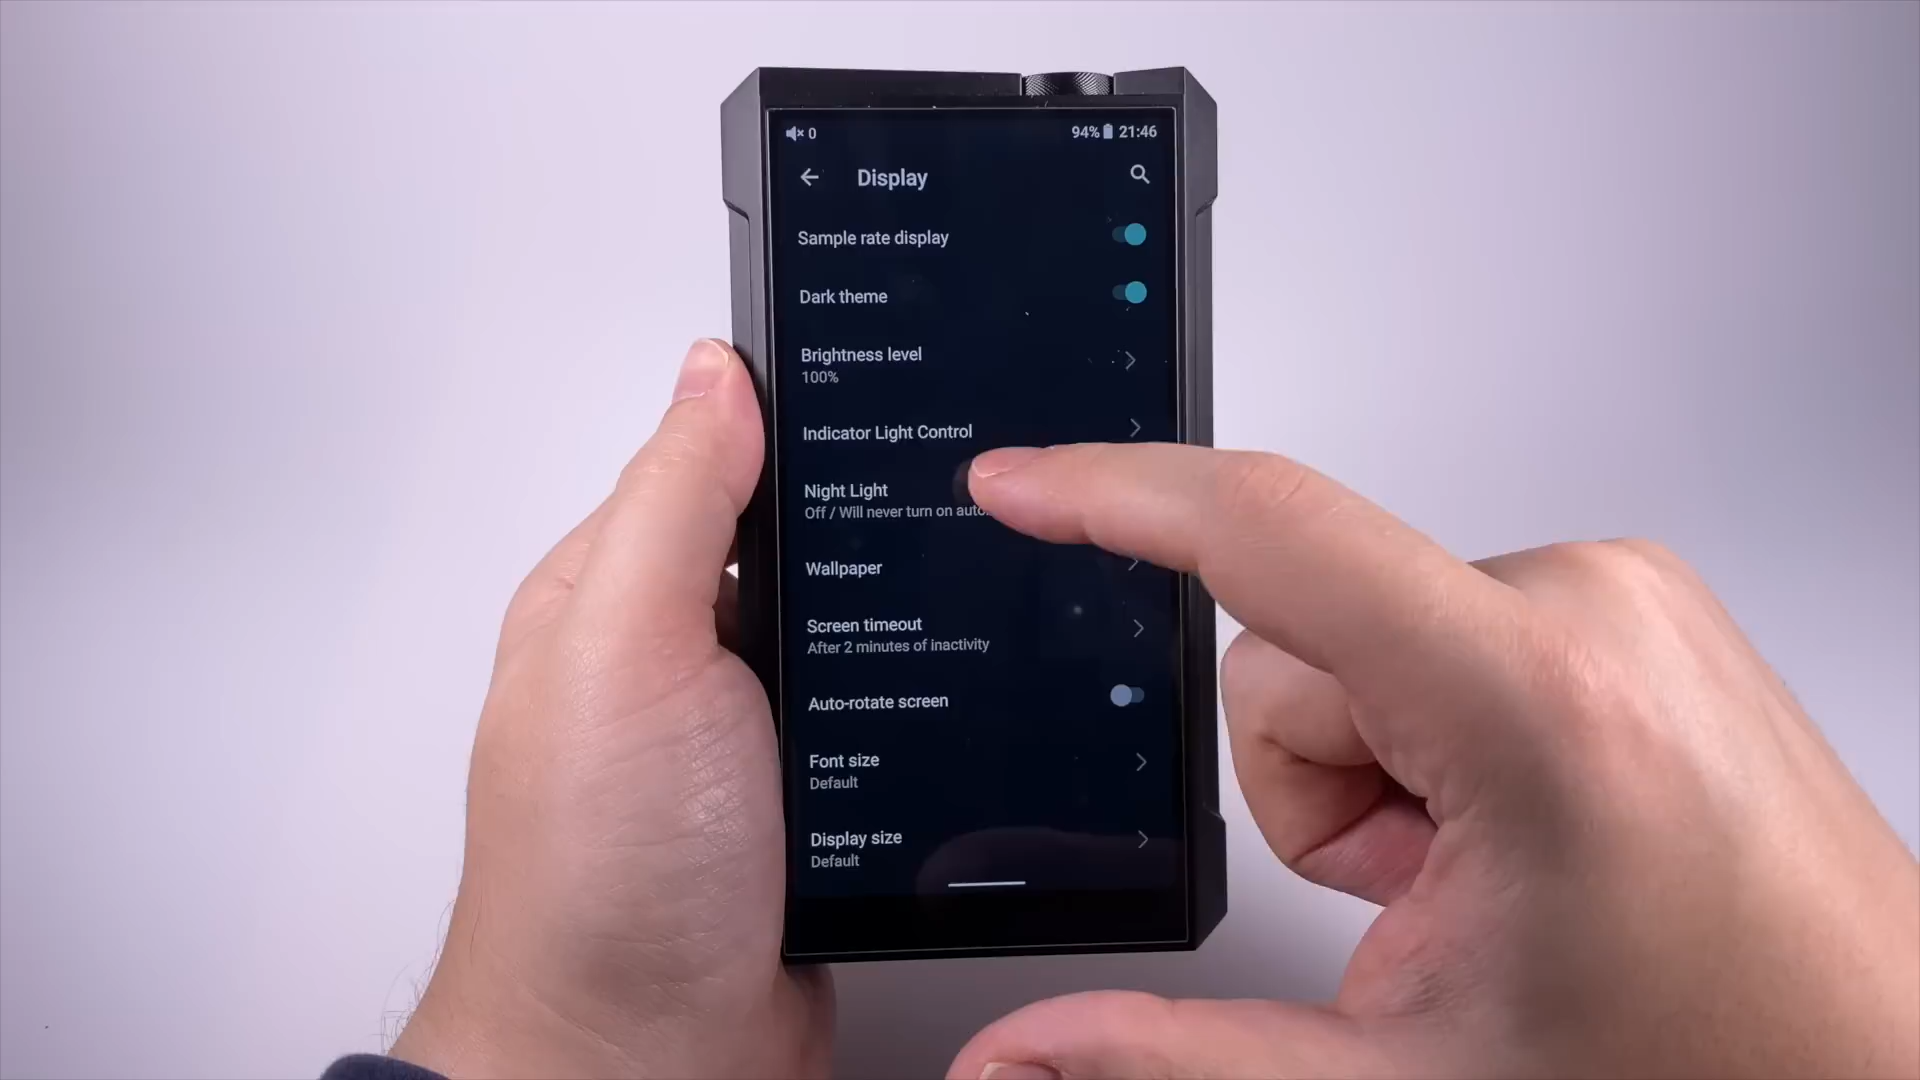 0
94% 21:46
Display
Sample rate display
Dark theme
Brightness level
100%
Indicator Light Control
Night Light
Off / Will never turn on auto
Wallpaper
Screen timeout
After 2 minutes of inactivity
Auto-rotate screen
Font size
Default
Display size
Default